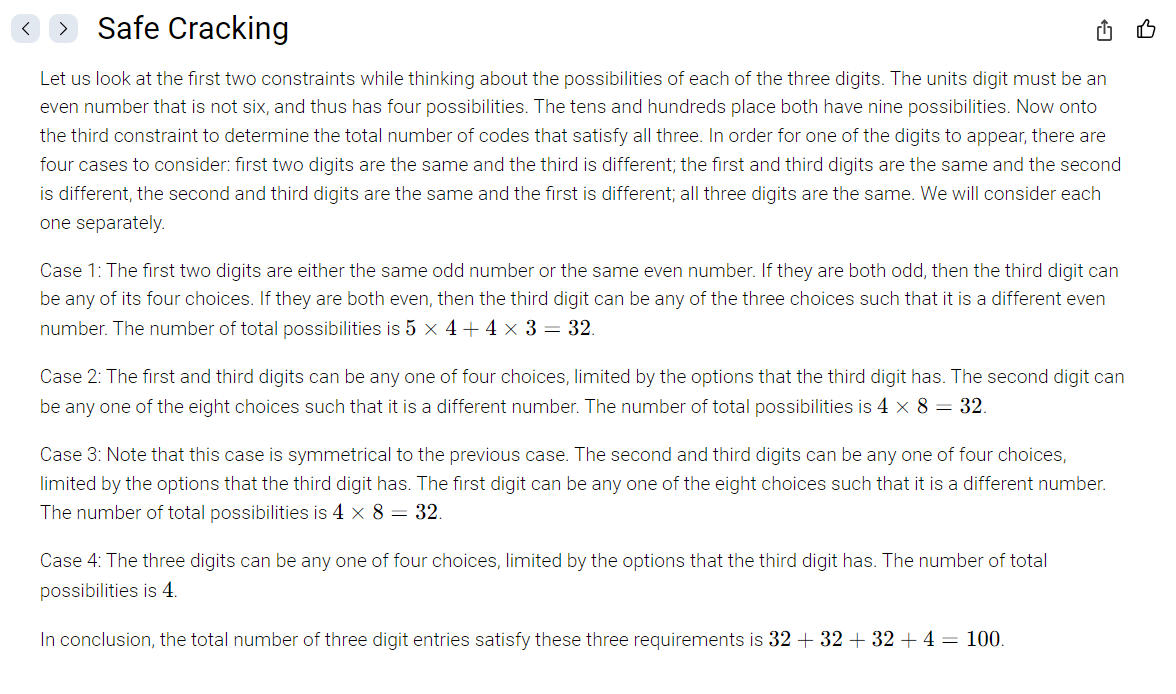 Safe Cracking
Let us look at the first two constraints while thinking about the possibilities of each of the three digits. The units digit must be an
even number that is not six, and thus has four possibilities. The tens and hundreds place both have nine possibilities. Now onto
the third constraint to determine the total number of codes that satisfy all three. In order for one of the digits to appear, there are
four cases to consider: first two digits are the same and the third is different; the first and third digits are the same and the second
is different, the second and third digits are the same and the first is different; all three digits are the same. We will consider each
one separately.
Case 1: The first two digits are either the same odd number or the same even number. If they are both odd, then the third digit can
be any of its four choices. If they are both even, then the third digit can be any of the three choices such that it is a different even
number. The number of total possibilities is 5 × 4 + 4 × 3 = 32.
Case 2: The first and third digits can be any one of four choices, limited by the options that the third digit has. The second digit can
be any one of the eight choices such that it is a different number. The number of total possibilities is 4 × 8 = 32.
Case 3: Note that this case is symmetrical to the previous case. The second and third digits can be any one of four choices,
limited by the options that the third digit has. The first digit can be any one of the eight choices such that it is a different number.
The number of total possibilities is 4 × 8 = 32.
Case 4: The three digits can be any one of four choices, limited by the options that the third digit has. The number of total
possibilities is 4.
In conclusion, the total number of three digit entries satisfy these three requirements is 32 + 32 + 32 + 4 = 100.